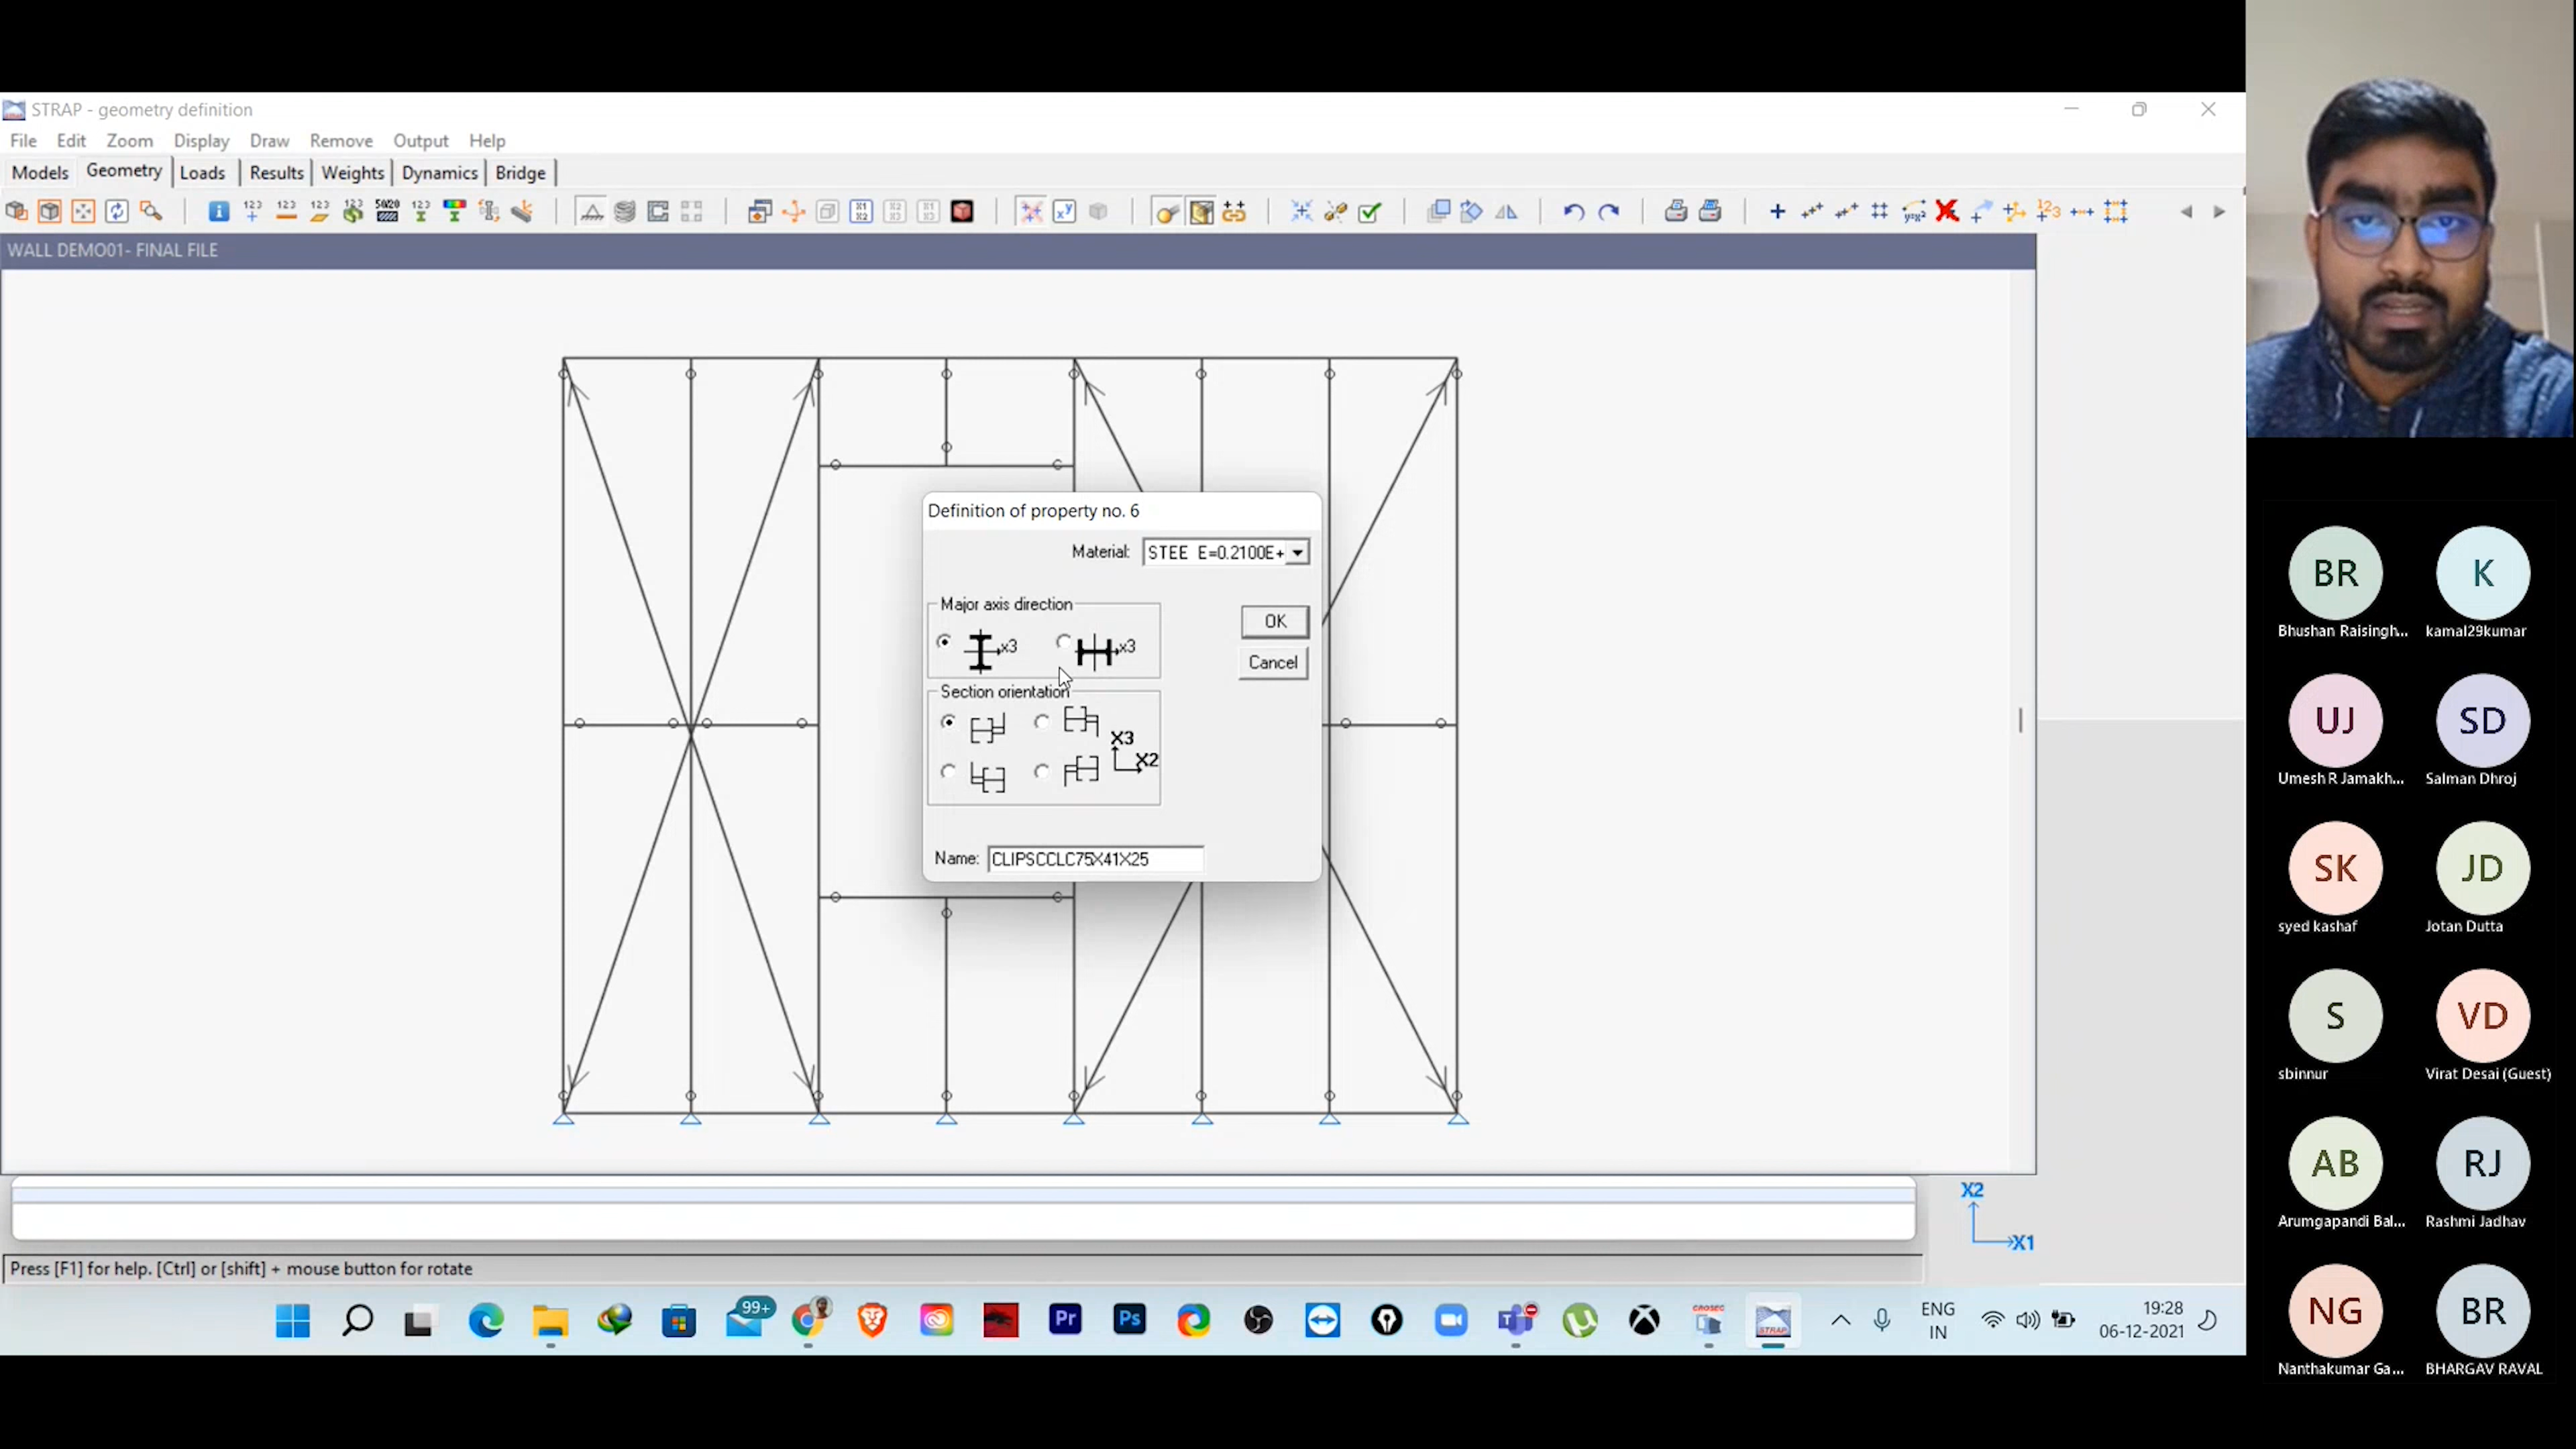 STRAP - geometry definition
File Edit Zoom Display Draw Remove Output Help
Models Geometry Loads Results Weights Dynamics Bridge
WALL DEMO01- FINAL FILE
Definition of property no. 6
Material: STEE E=0.2100E+
Major axis direction
x3 x3
OK
Cancel
Section orientation
X3
X2
Name: CLIPSCCLC75X41X25
X2
X1
Press [F1] for help. [Ctrl] or [shift] + mouse button for rotate
99+
Pr
Ps
CROSEC
STRAP
ENG
IN
19:28
06-12-2021
BR K
Bhushan Raisingh... kamal29kumar
UJ SD
Umesh R Jamakh... Salman Dhroj
SK JD
syed kashaf Jotan Dutta
S VD
sbinnur Virat Desai (Guest)
AB RJ
Arumgapandi Bal... Rashmi Jadhav
NG BR
Nanthakumar Ga... BHARGAV RAVAL